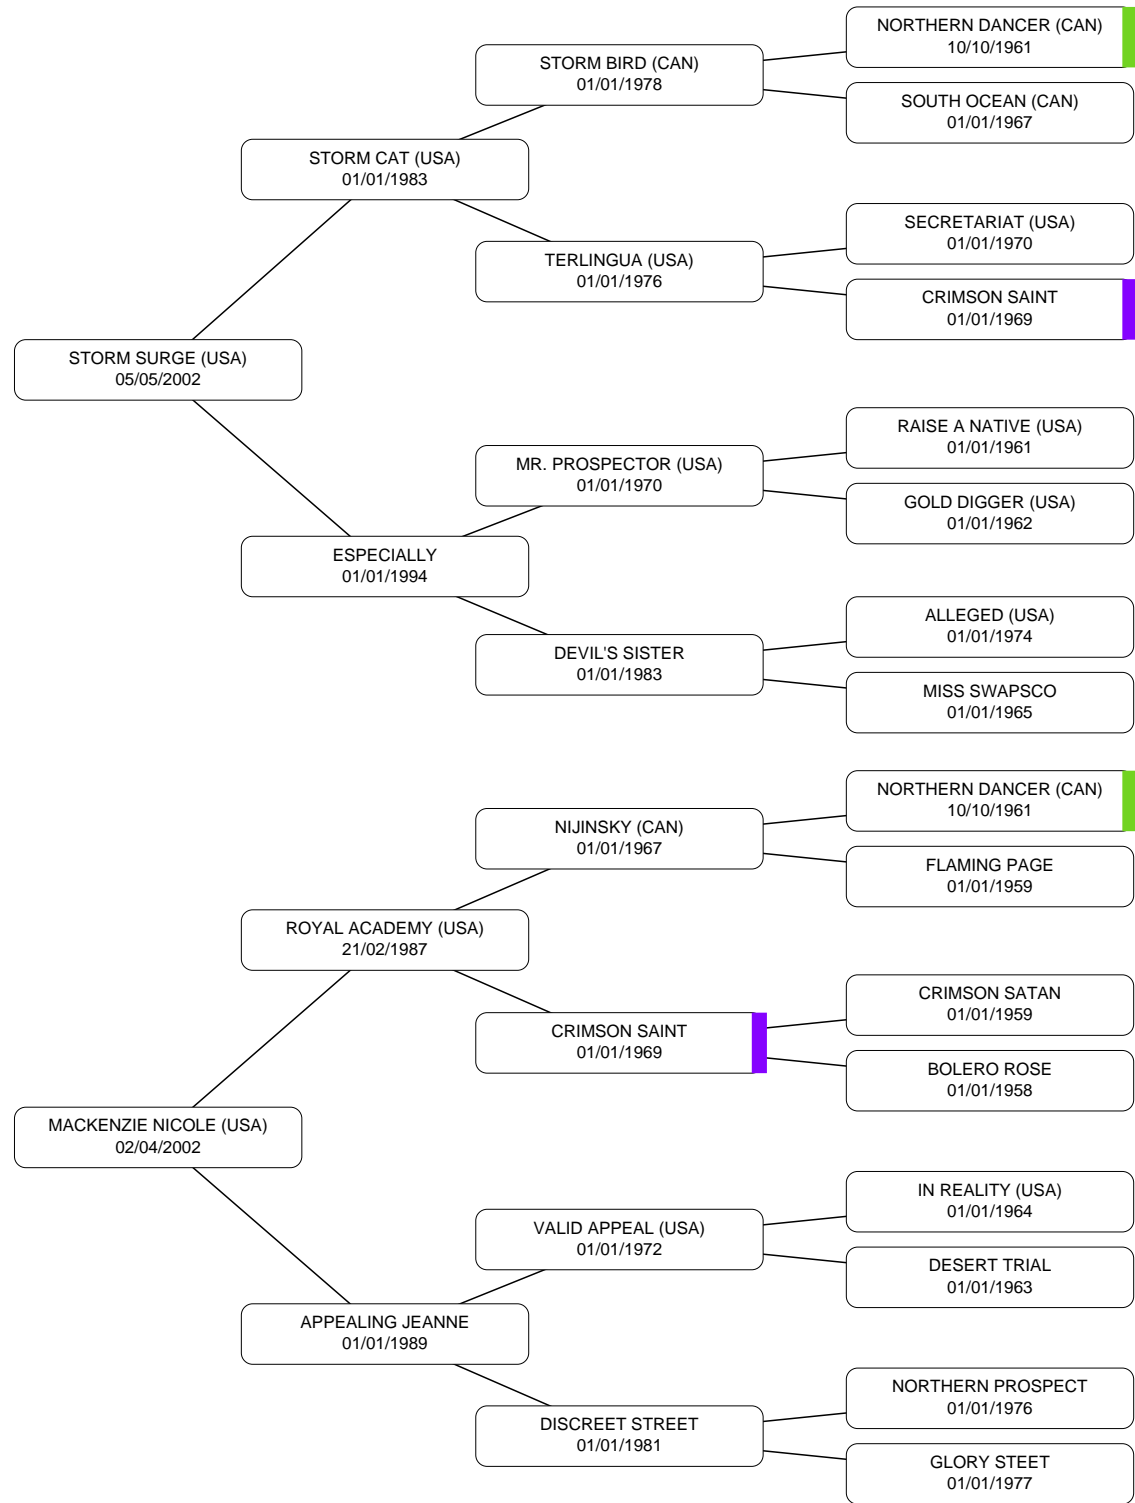 NORTHERN DANCER (CAN)
10/10/1961
STORM BIRD (CAN)
01/01/1978
SOUTH OCEAN (CAN)
01/01/1967
STORM CAT (USA)
01/01/1983
SECRETARIAT (USA)
01/01/1970
TERLINGUA (USA)
01/01/1976
CRIMSON SAINT
01/01/1969
STORM SURGE (USA)
05/05/2002
RAISE A NATIVE (USA)
01/01/1961
MR. PROSPECTOR (USA)
01/01/1970
GOLD DIGGER (USA)
01/01/1962
ESPECIALLY
01/01/1994
ALLEGED (USA)
01/01/1974
DEVIL'S SISTER
01/01/1983
MISS SWAPSCO
01/01/1965
NORTHERN DANCER (CAN)
10/10/1961
NIJINSKY (CAN)
01/01/1967
FLAMING PAGE
01/01/1959
ROYAL ACADEMY (USA)
21/02/1987
CRIMSON SATAN
01/01/1959
CRIMSON SAINT
01/01/1969
BOLERO ROSE
01/01/1958
MACKENZIE NICOLE (USA)
02/04/2002
IN REALITY (USA)
01/01/1964
VALID APPEAL (USA)
01/01/1972
DESERT TRIAL
01/01/1963
APPEALING JEANNE
01/01/1989
NORTHERN PROSPECT
01/01/1976
DISCREET STREET
01/01/1981
GLORY STEET
01/01/1977